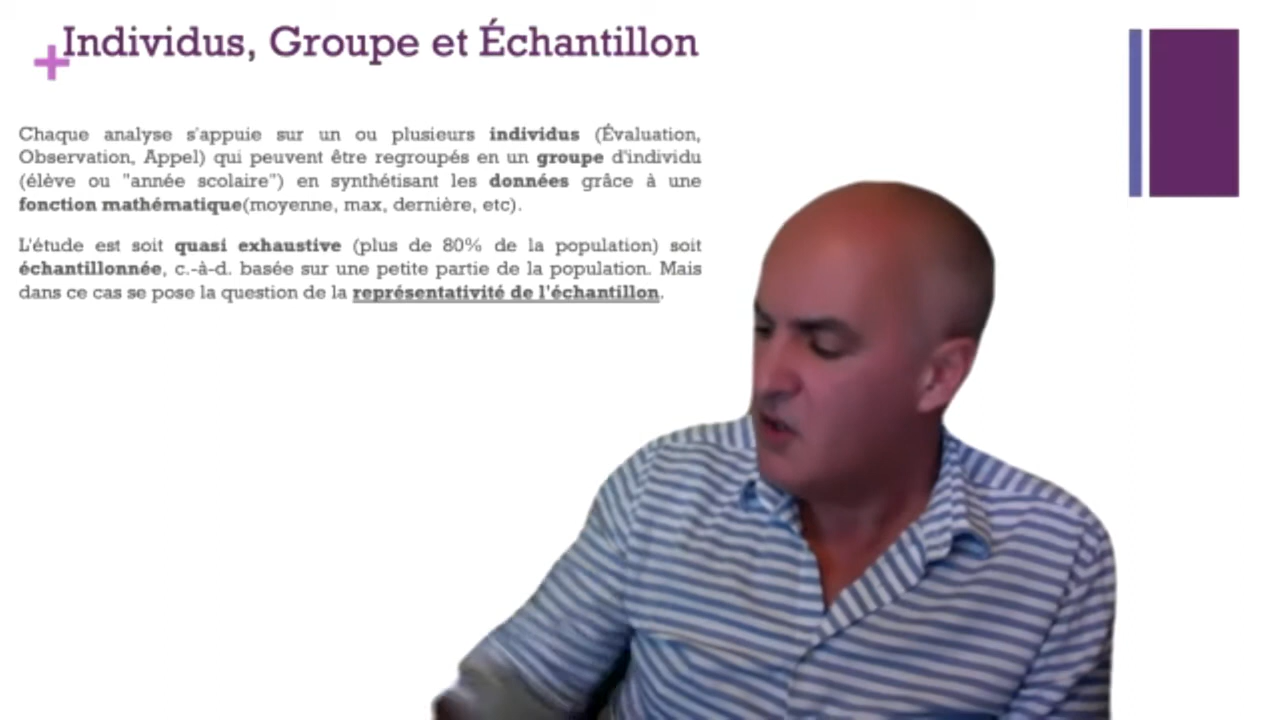 Individus, Groupe et Échantillon
Chaque analyse s'appuie sur un ou plusieurs individus (Évaluation,
Observation, Appel) qui peuvent être regroupés en un groupe d'individu
(élève ou "année scolaire") en synthétisant les données grâce à une
fonction mathématique(moyenne, max, dernière, etc).
L'étude est soit quasi exhaustive (plus de 80% de la population) soit
échantillonnée, c.-à-d. basée sur une petite partie de la population. Mais
dans ce cas se pose la question de la représentativité de l'échantillon.